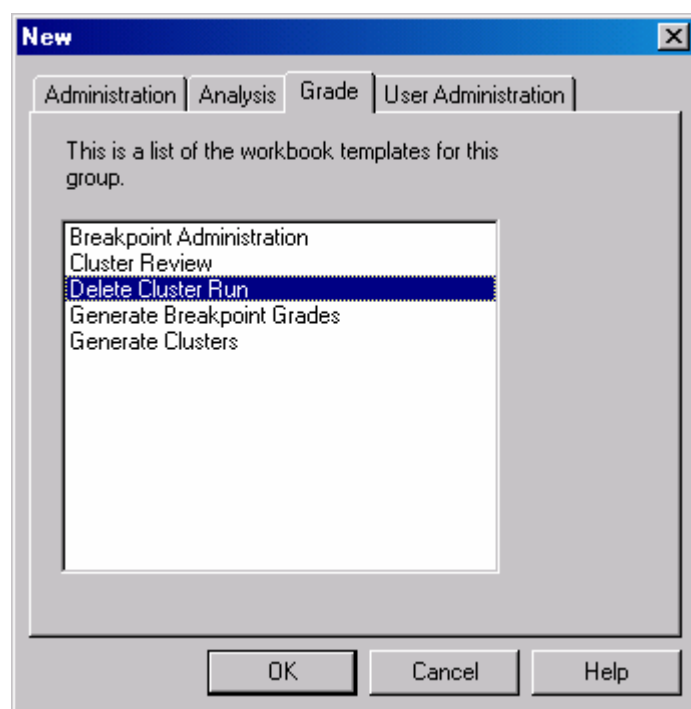 New
Administration
Analysis
Grade
User Administration
This is a list of the workbook templates for this
group.
Breakpoint Administration
Cluster Review
Delete Cluster Run
Generate Breakpoint Grades
Generate Clusters
OK
Cancel
Help